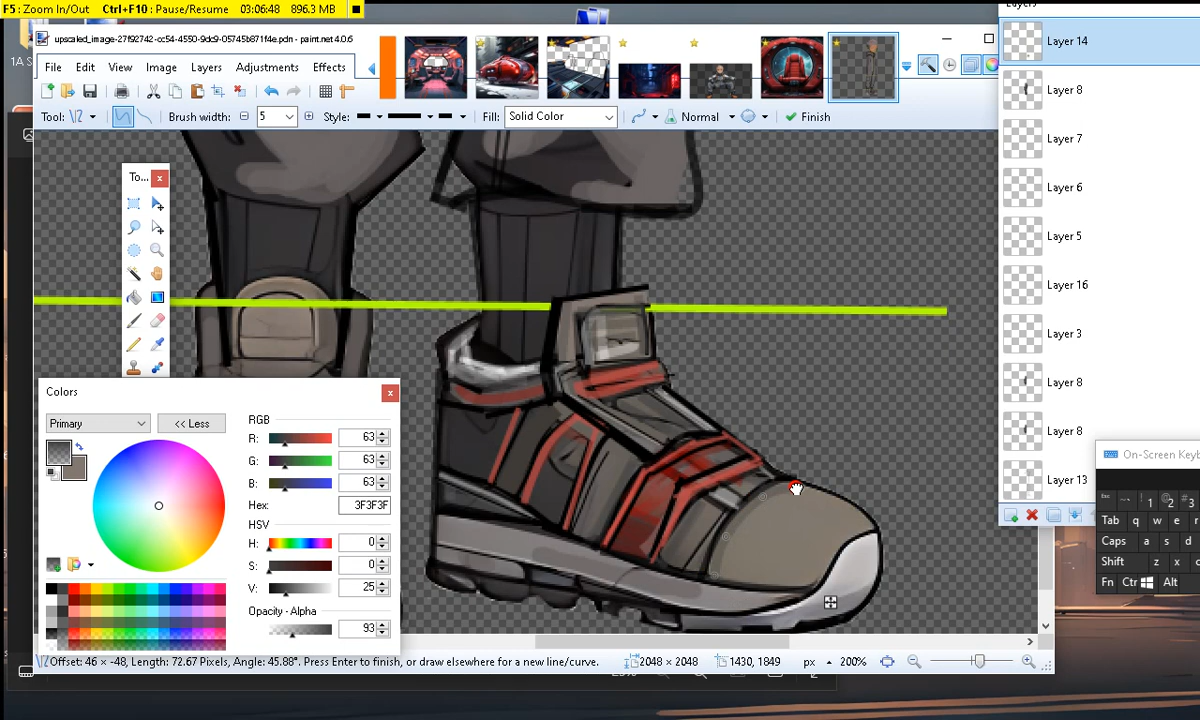 F5: Zoom In/Out Ctrl+F10 : Pause/Resume 03:06:48 896.3 MB
Layers
1A S
upscaled_image-27f92742-cc54-4550-9dc9-05745b871f4e.pdn - paint.net 4.0.6
File Edit View Image Layers Adjustments Effects
Tool: Brush width: 5 Style: Fill: Solid Color Normal Finish
To...
Layer 14
Layer 8
Layer 7
Layer 6
Layer 5
Layer 16
Layer 3
Layer 8
Layer 8
Layer 13
Colors
Primary << Less
RGB
R: 63
G: 63
B: 63
Hex: 3F3F3F
HSV
H: 0
S: 0
V: 25
Opacity - Alpha
93
On-Screen Keyb
Esc 1 @ 2 # 3
Tab q w e r
Caps a s d
Shift z x c
Fn Ctrl Alt
Offset: 46 × -48, Length: 72.67 Pixels, Angle: 45.88°. Press Enter to finish, or draw elsewhere for a new line/curve. 2048 × 2048 1430, 1849 px 200%